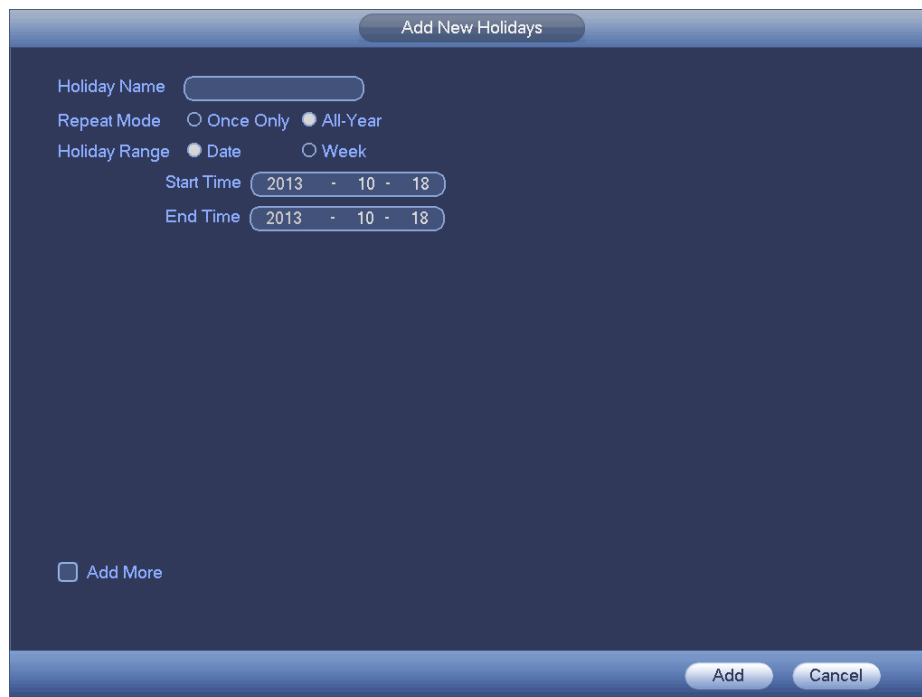 Add New Holidays
Holiday Name
Repeat Mode Once Only All-Year
Holiday Range Date Week
Start Time 2013 - 10 - 18
End Time 2013 - 10 - 18
Add More
Add Cancel